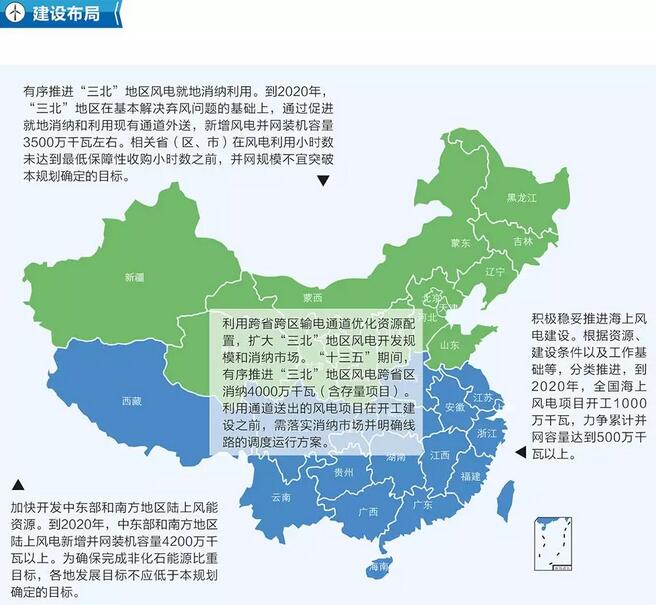 建设布局
有序推进“三北”地区风电就地消纳利用。到2020年，
“三北”地区在基本解决弃风问题的基础上，通过促进
就地消纳和利用现有通道外送，新增风电并网装机容量
3500万千瓦左右。相关省（区、市）在风电利用小时数
未达到最低保障性收购小时数之前，并网规模不宜突破
本规划确定的目标。
黑龙江
蒙东
吉林
辽宁
新疆
蒙西
北京
天津
河北
山东
利用跨省跨区输电通道优化资源配
置，扩大“三北”地区风电开发规
模和消纳市场。“十三五”期间，
有序推进“三北”地区风电跨省区
消纳4000万千瓦（含存量项目）。
利用通道送出的风电项目在开工建
设之前，需落实消纳市场并明确线
路的调度运行方案。
积极稳妥推进海上风
电建设。根据资源、
建设条件以及工作基
础等，分类推进，到
2020年，全国海上
风电项目开工1000
万千瓦，力争累计并
网容量达到500万千
瓦以上。
西藏
江苏
安徽
浙江
湖南
江西
贵州
福建
云南
广西
广东
海南
加快开发中东部和南方地区陆上风能
资源。到2020年，中东部和南方地区
陆上风电新增并网装机容量4200万千
瓦以上。为确保完成非化石能源比重
目标，各地发展目标不应低于本规划
确定的目标。